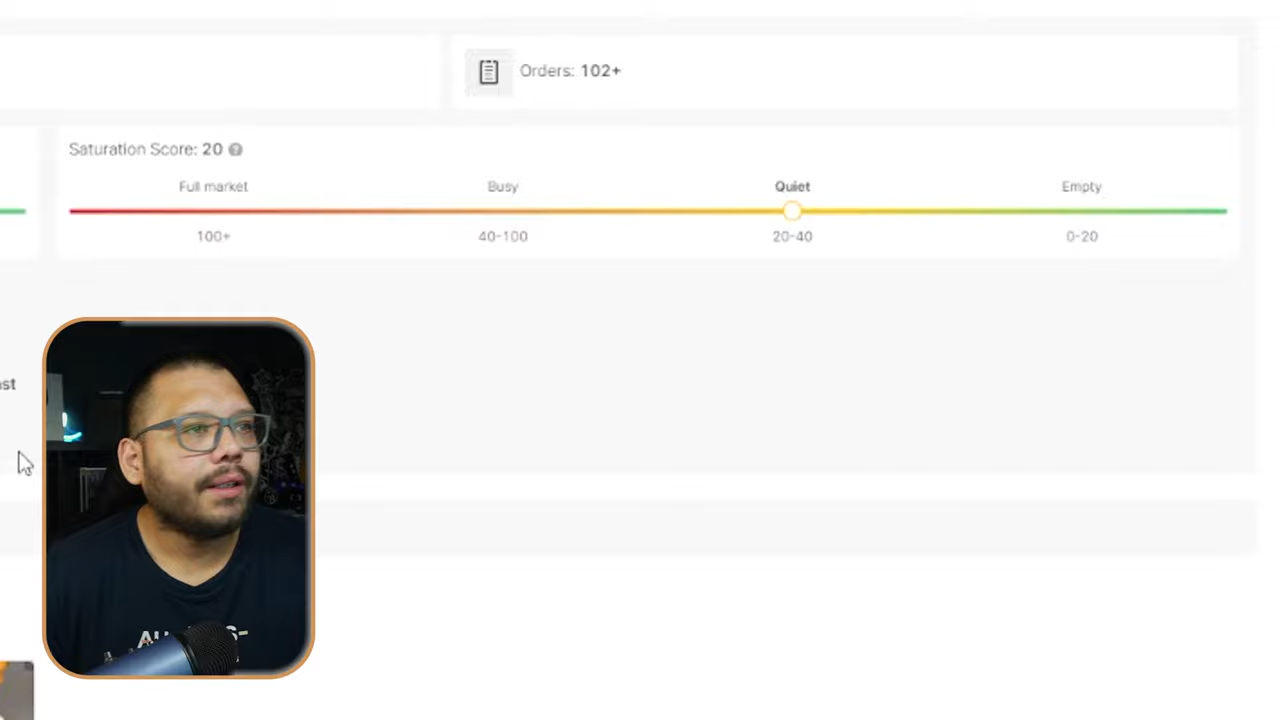 Orders: 102+
Saturation Score: 20
Full market Busy Quiet Empty
100+ 40-100 20-40 0-20